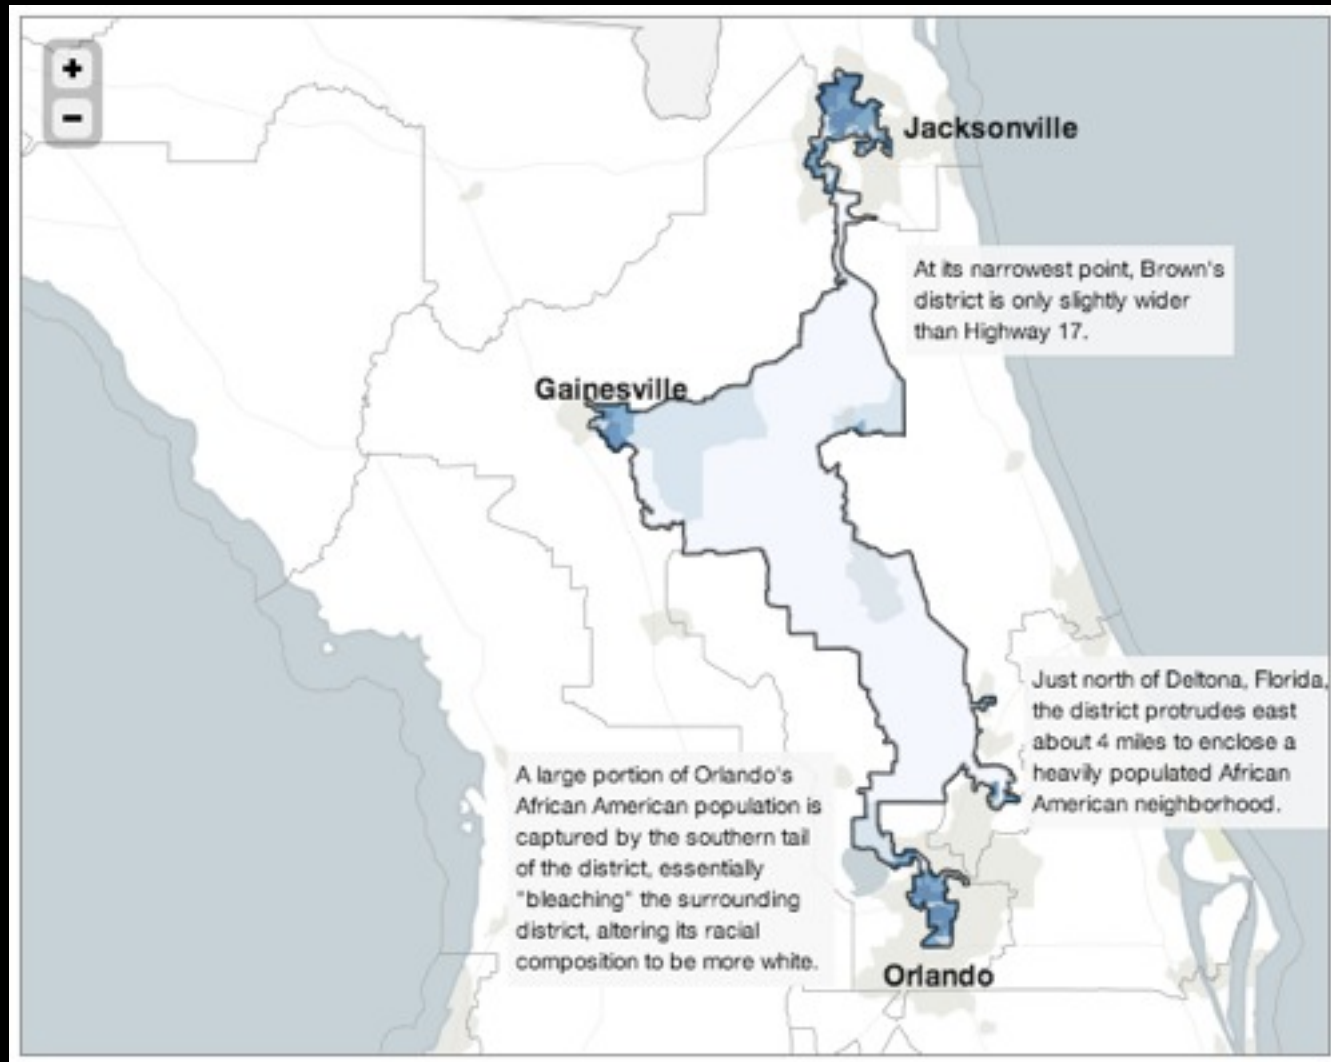 +
-
Jacksonville
At its narrowest point, Brown's
district is only slightly wider
than Highway 17.
Gainesville
Just north of Deltona, Florida,
the district protrudes east
about 4 miles to enclose a
heavily populated African
American neighborhood.
A large portion of Orlando's
African American population is
captured by the southern tail
of the district, essentially
"bleaching" the surrounding
district, altering its racial
composition to be more white.
Orlando